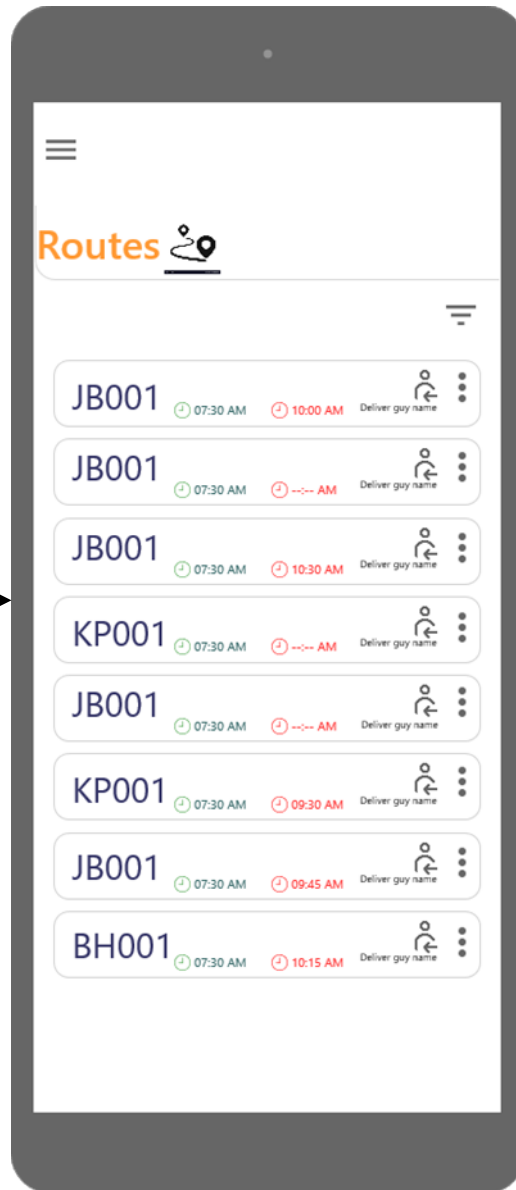 Routes
JB001 07:30 AM 10:00 AM Deliver guy name
JB001 07:30 AM --:-- AM Deliver guy name
JB001 07:30 AM 10:30 AM Deliver guy name
KP001 07:30 AM --:-- AM Deliver guy name
JB001 07:30 AM --:-- AM Deliver guy name
KP001 07:30 AM 09:30 AM Deliver guy name
JB001 07:30 AM 09:45 AM Deliver guy name
BH001 07:30 AM 10:15 AM Deliver guy name